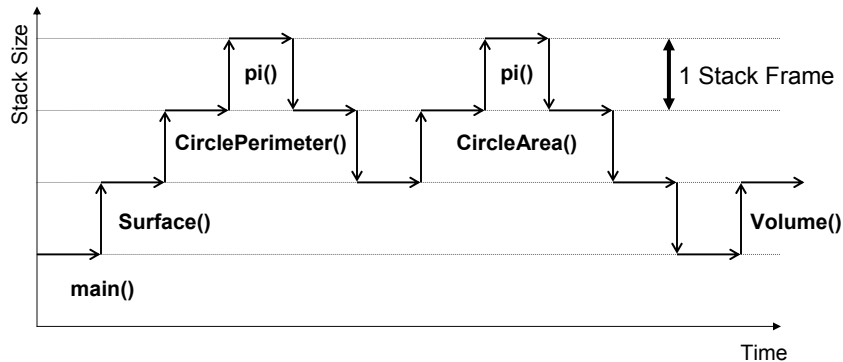 Stack Size
pi()
pi()
1 Stack Frame
CirclePerimeter()
CircleArea()
Surface()
Volume()
main()
Time